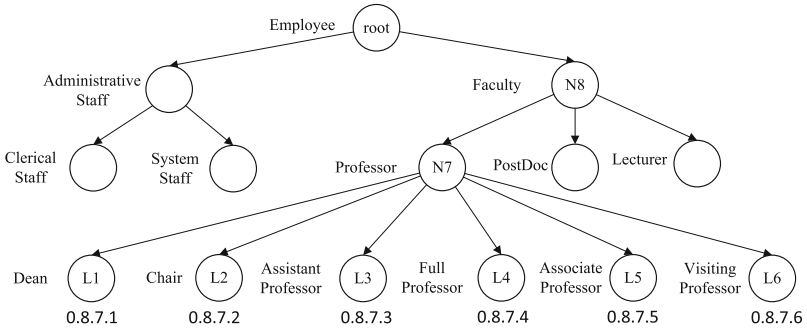 Employee
root
Administrative
Staff
Faculty
N8
Clerical
Staff
System
Staff
Professor
N7
PostDoc
Lecturer
Dean
L1
Chair
L2
Assistant
Professor
L3
Full
Professor
L4
Associate
Professor
L5
Visiting
Professor
L6
0.8.7.1
0.8.7.2
0.8.7.3
0.8.7.4
0.8.7.5
0.8.7.6